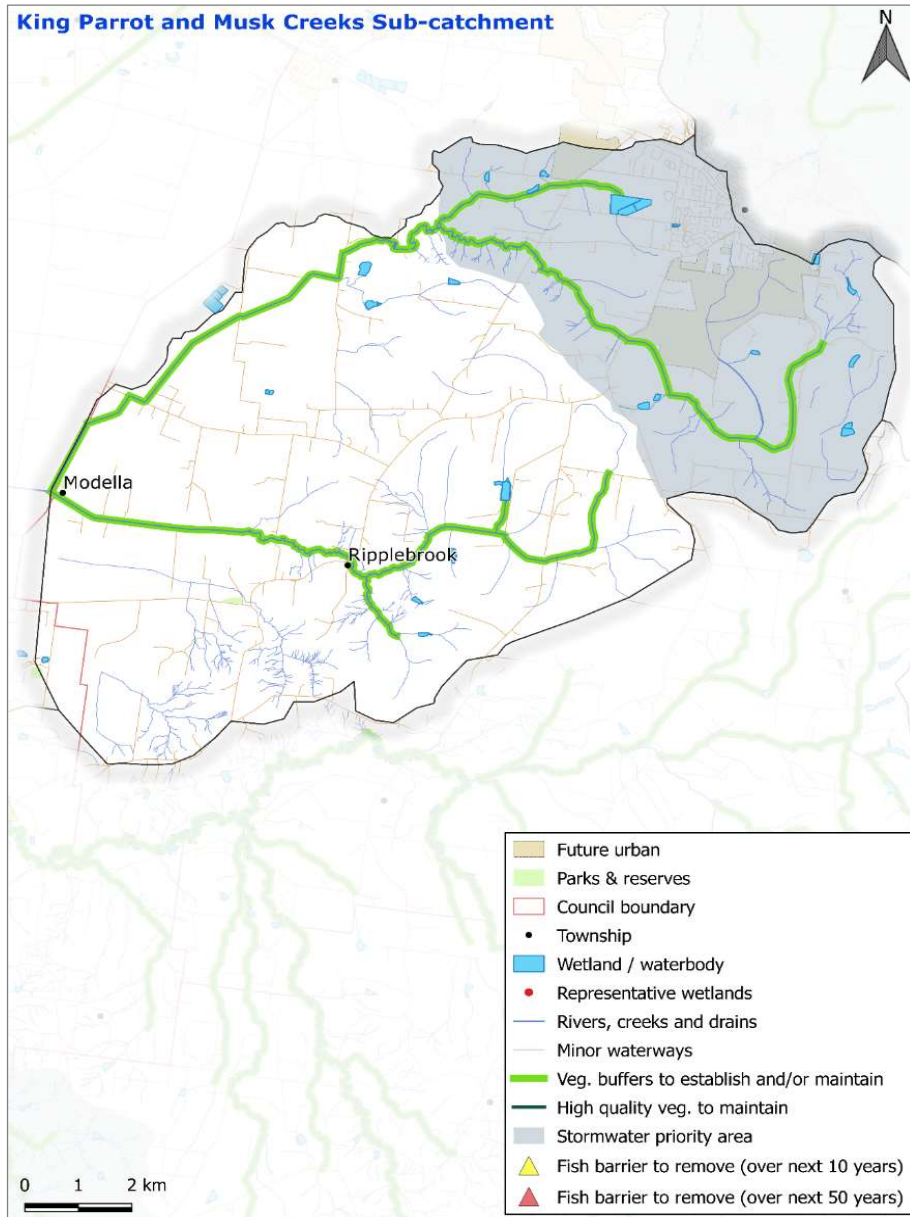 King Parrot and Musk Creeks Sub-catchment
N
Modella
Ripplebrook
Future urban
Parks & reserves
Council boundary
Township
Wetland / waterbody
Representative wetlands
Rivers, creeks and drains
Minor waterways
Veg. buffers to establish and/or maintain
High quality veg. to maintain
Stormwater priority area
Fish barrier to remove (over next 10 years)
Fish barrier to remove (over next 50 years)
0 1 2 km